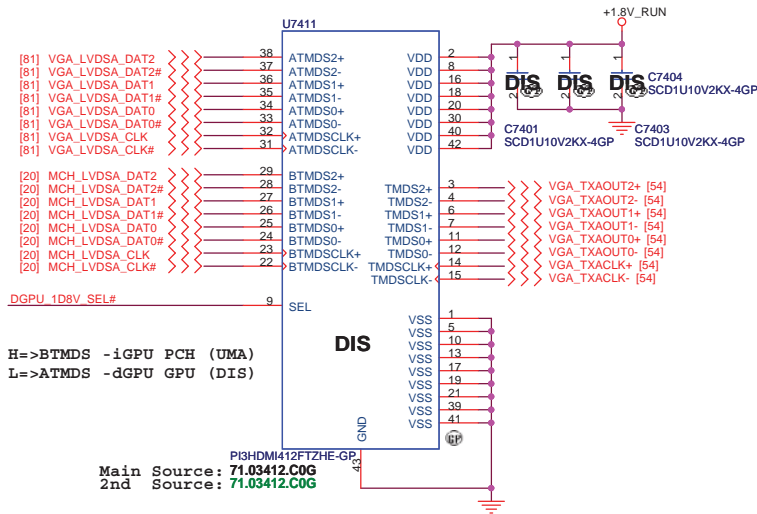 +1.8V_RUN
U7411
[81] VGA_LVDSA_DAT2 38 ATMDS2+ VDD 2
[81] VGA_LVDSA_DAT2# 37 ATMDS2- VDD 8
[81] VGA_LVDSA_DAT1 36 ATMDS1+ VDD 16
[81] VGA_LVDSA_DAT1# 35 ATMDS1- VDD 18
[81] VGA_LVDSA_DAT0 34 ATMDS0+ VDD 20
[81] VGA_LVDSA_DAT0# 33 ATMDS0- VDD 30
[81] VGA_LVDSA_CLK 32 ATMDSCLK+ VDD 40
[81] VGA_LVDSA_CLK# 31 ATMDSCLK- VDD 42
1 1 1
DIS DIS DIS
2 2 2
C7404
SCD1U10V2KX-4GP
C7401
SCD1U10V2KX-4GP
C7403
SCD1U10V2KX-4GP
[20] MCH_LVDSA_DAT2 29 BTMDS2+
[20] MCH_LVDSA_DAT2# 28 BTMDS2-
[20] MCH_LVDSA_DAT1 27 BTMDS1+
[20] MCH_LVDSA_DAT1# 26 BTMDS1-
[20] MCH_LVDSA_DAT0 25 BTMDS0+
[20] MCH_LVDSA_DAT0# 24 BTMDS0-
[20] MCH_LVDSA_CLK 23 BTMDSCLK+
[20] MCH_LVDSA_CLK# 22 BTMDSCLK-
TMDS2+ 3 VGA_TXAOUT2+ [54]
TMDS2- 4 VGA_TXAOUT2- [54]
TMDS1+ 6 VGA_TXAOUT1+ [54]
TMDS1- 7 VGA_TXAOUT1- [54]
TMDS0+ 11 VGA_TXAOUT0+ [54]
TMDS0- 12 VGA_TXAOUT0- [54]
TMDSCLK+ 14 VGA_TXACLK+ [54]
TMDSCLK- 15 VGA_TXACLK- [54]
DGPU_1D8V_SEL# 9 SEL
DIS
VSS 1
VSS 5
VSS 10
VSS 13
VSS 17
VSS 19
VSS 21
VSS 39
VSS 41
H=>BTMDS -iGPU PCH (UMA)
L=>ATMDS -dGPU GPU (DIS)
GND
43
GP
PI3HDMI412FTZHE-GP
Main Source: 71.03412.C0G
2nd Source: 71.03412.C0G